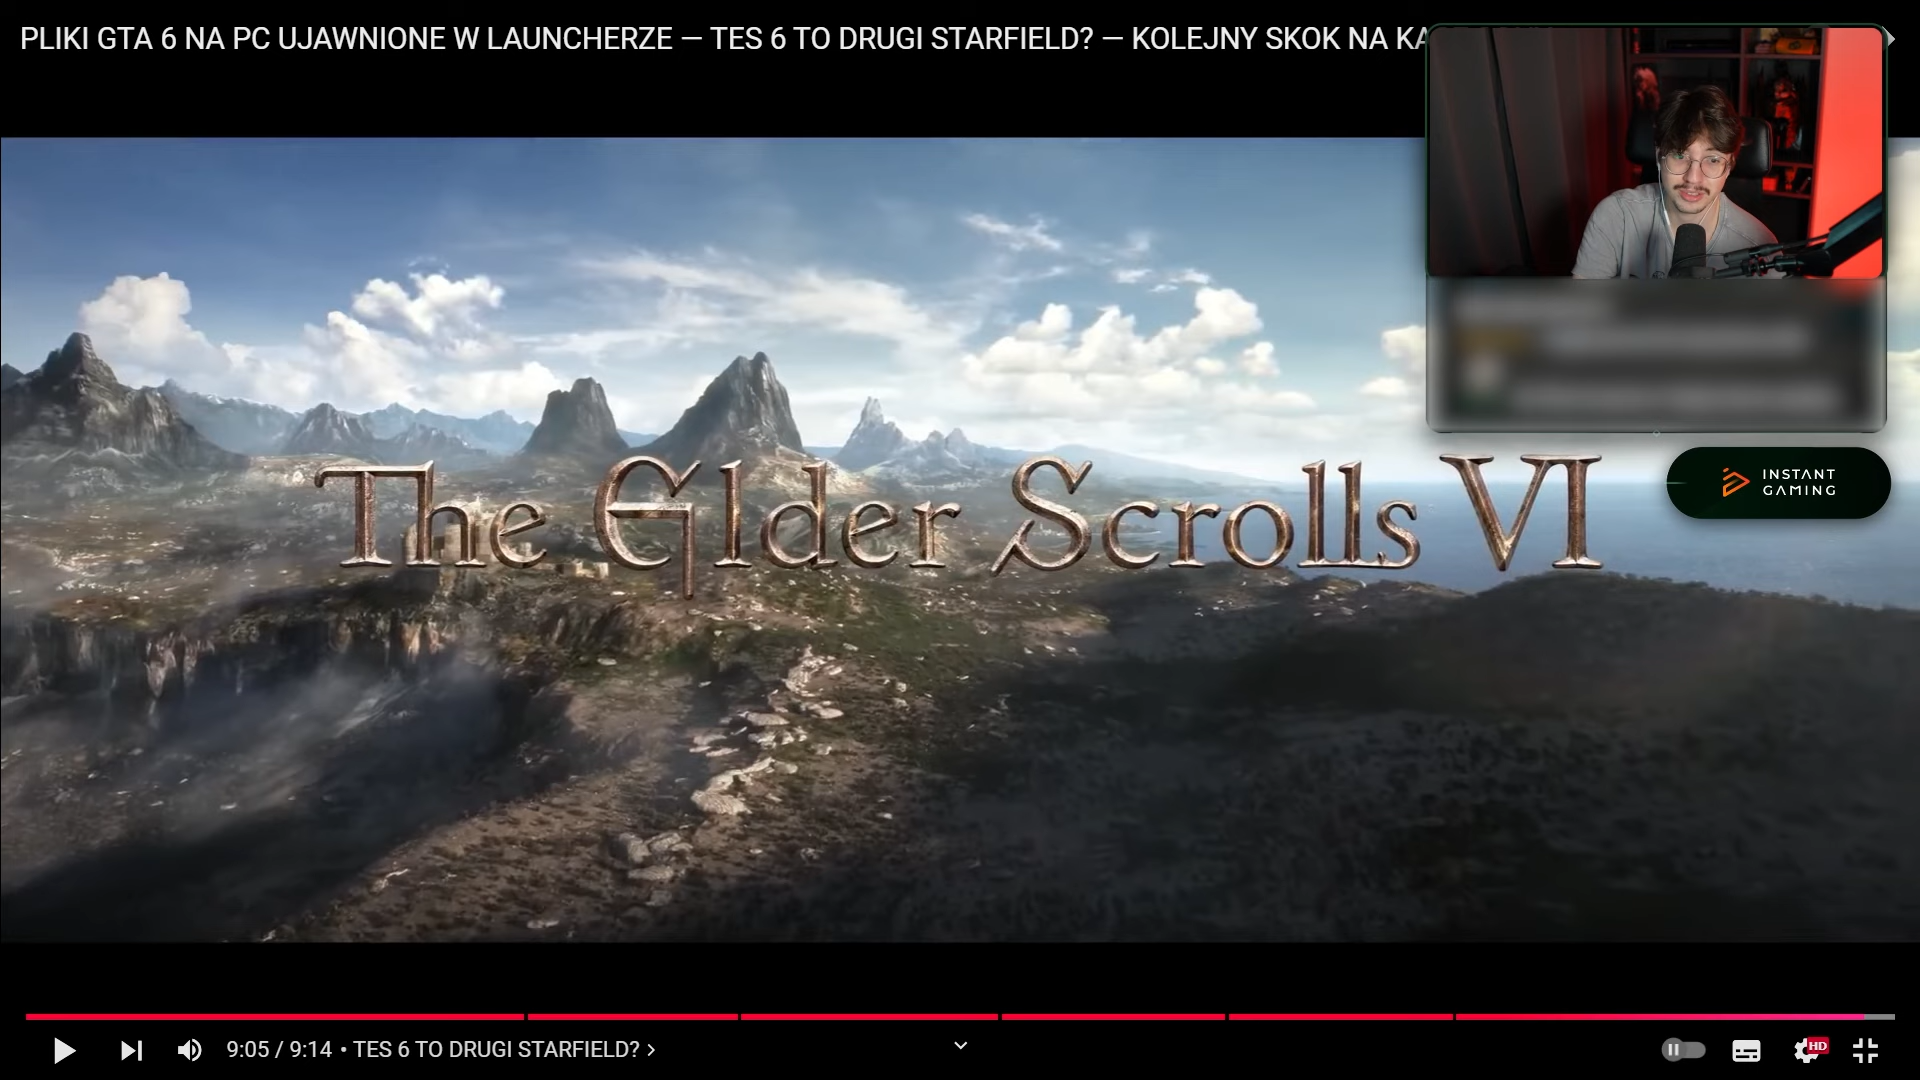 PLIKI GTA 6 NA PC UJAWNIONE W LAUNCHERZE — TES 6 TO DRUGI STARFIELD? — KOLEJNY SKOK NA
The Elder Scrolls VI
INSTANT
GAMING
9:05 / 9:14 • TES 6 TO DRUGI STARFIELD?
HD